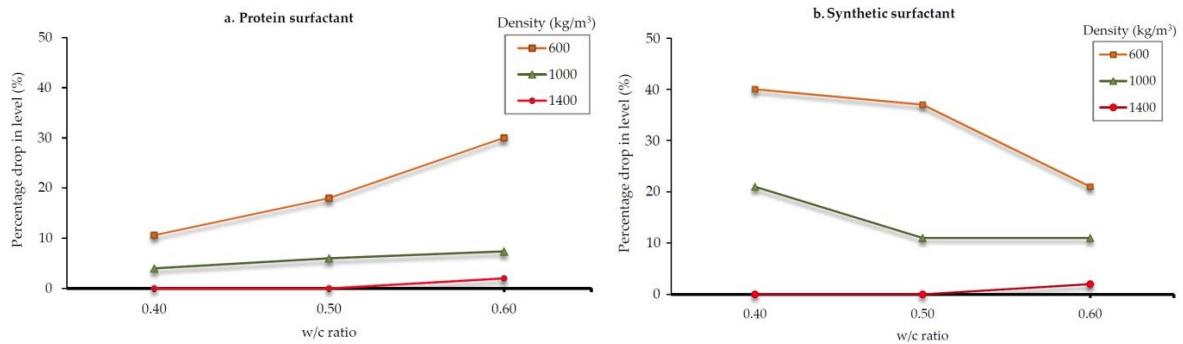 a. Protein surfactant
Density (kg/m³)
600
1000
1400
Percentage drop in level (%)
50
40
30
20
10
0
0.40 0.50 0.60
w/c ratio
b. Synthetic surfactant
Density (kg/m³)
600
1000
1400
Percentage drop in level (%)
50
40
30
20
10
0
0.40 0.50 0.60
w/c ratio